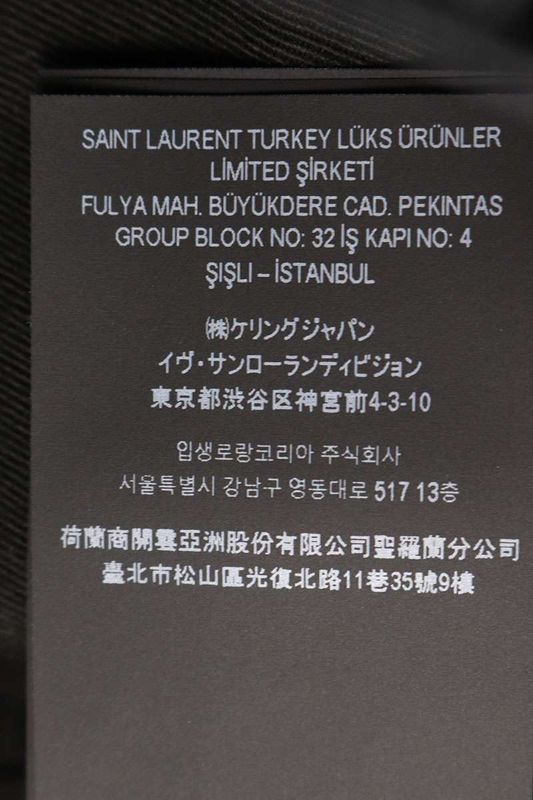 SAINT LAURENT TURKEY LÜKS ÜRÜNLER
LİMİTED ŞİRKETİ
FULYA MAH. BÜYÜKDERE CAD. PEKINTAS
GROUP BLOCK NO: 32 İŞ KAPI NO: 4
ŞIŞLI – İSTANBUL
㈱ケリングジャパン
イヴ・サンローランディビジョン
東京都渋谷区神宮前4-3-10
입생로랑코리아 주식회사
서울특별시 강남구 영동대로 517 13층
荷蘭商開雲亞洲股份有限公司聖羅蘭分公司
臺北市松山區光復北路11巷35號9樓